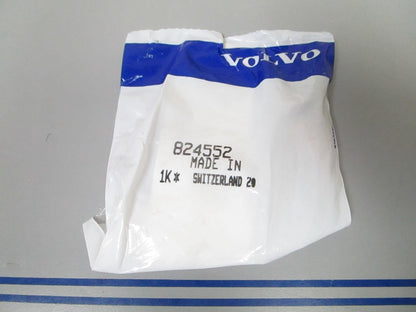 VOLVO
824552
MADE IN
1K* SWITZERLAND 20